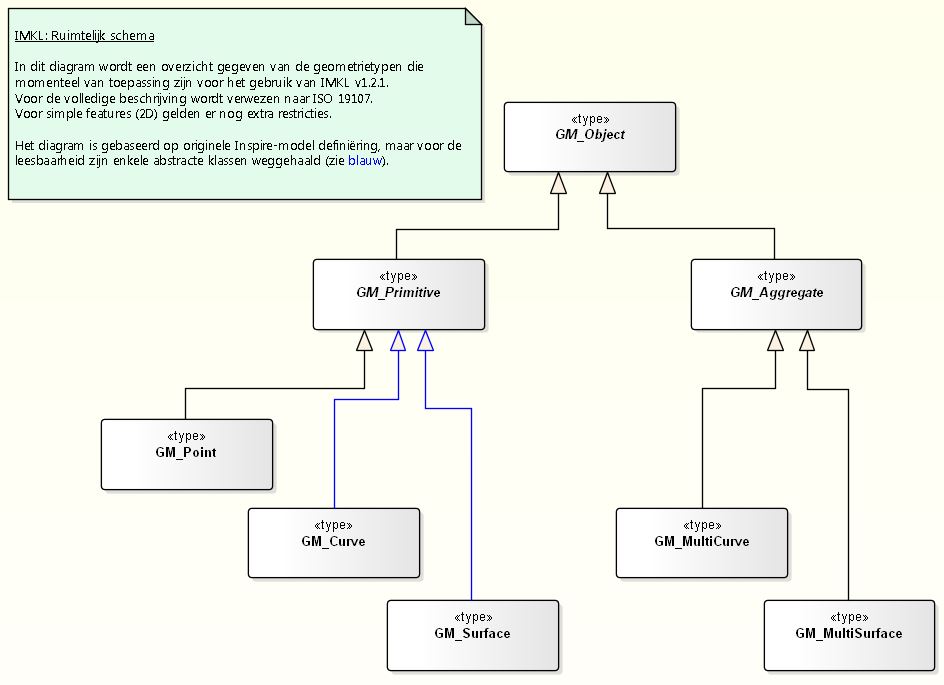 IMKL: Ruimtelijk schema
In dit diagram wordt een overzicht gegeven van de geometrietypen die
momenteel van toepassing zijn voor het gebruik van IMKL v1.2.1.
Voor de volledige beschrijving wordt verwezen naar ISO 19107.
Voor simple features (2D) gelden er nog extra restricties.
Het diagram is gebaseerd op originele Inspire-model definiëring, maar voor de
leesbaarheid zijn enkele abstracte klassen weggehaald (zie blauw).
«type»
GM_Object
«type»
GM_Primitive
«type»
GM_Aggregate
«type»
GM_Point
«type»
GM_Curve
«type»
GM_MultiCurve
«type»
GM_Surface
«type»
GM_MultiSurface